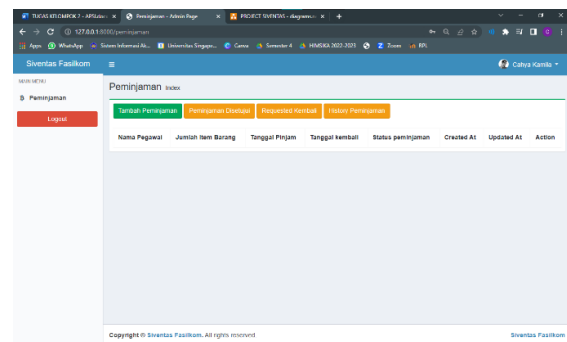 TUGAS KELOMPOK 7 - APSI
Peminjaman - Admin Page
PROJECT SIVENTAS - diagrams
127.0.0.1:8000/peminjaman
Apps WhatsApp Sistem Informasi Ak... Universitas Singape... Canva Semester 4 HIMSIKA 2022-2023 Zoom RPL
Siventas Fasilkom
Cahya Kamila
MAIN MENU
Peminjaman
Logout
Peminjaman Index
Tambah Peminjaman Peminjaman Disetujui Requested Kembali History Peminjaman
Nama Pegawai Jumlah Item Barang Tanggal Pinjam Tanggal kembali Status peminjaman Created At Updated At Action
Copyright © Siventas Fasilkom. All rights reserved
Siventas Fasilkom